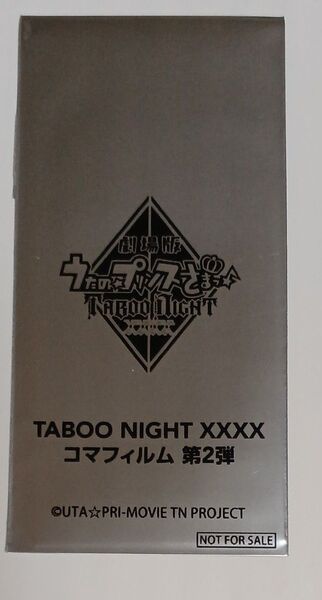 劇場版
うたの☆プリンスさまっ♪
TABOO NIGHT
XXXX
TABOO NIGHT XXXX
コマフィルム 第2弾
©UTA☆PRI-MOVIE TN PROJECT
NOT FOR SALE